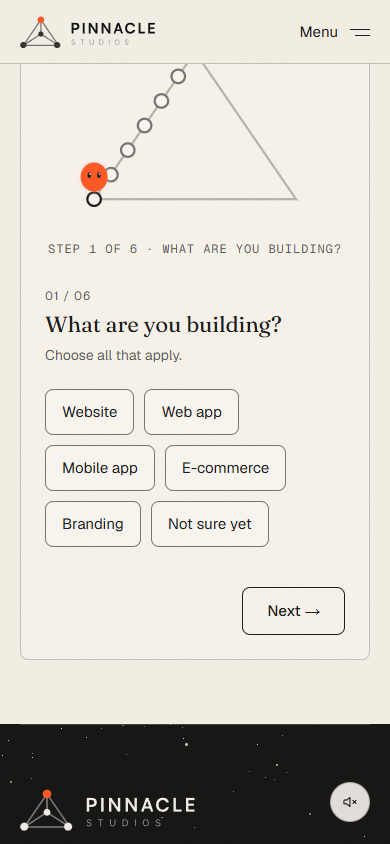 PINNACLE
STUDIOS
Menu
STEP 1 OF 6 · WHAT ARE YOU BUILDING?
01 / 06
What are you building?
Choose all that apply.
Website
Web app
Mobile app
E-commerce
Branding
Not sure yet
Next →
PINNACLE
STUDIOS